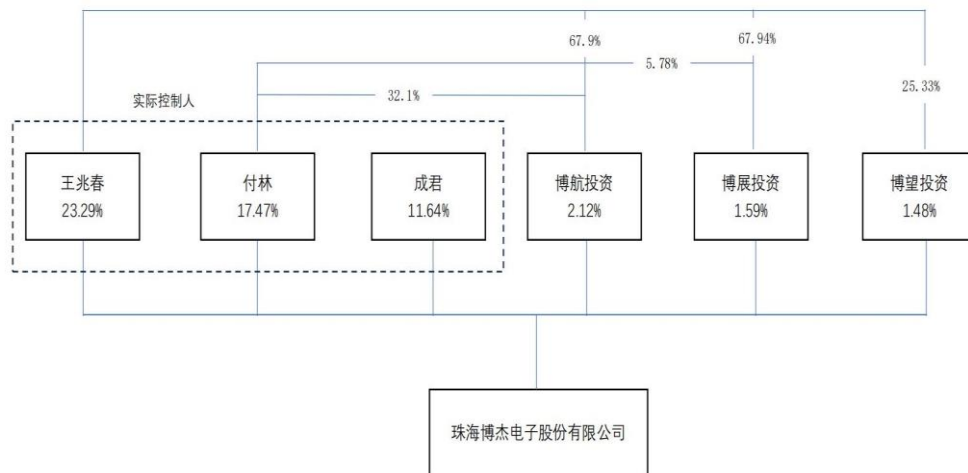 67.9%
67.94%
5.78%
25.33%
32.1%
实际控制人
王兆春
23.29%
付林
17.47%
成君
11.64%
博航投资
2.12%
博展投资
1.59%
博望投资
1.48%
珠海博杰电子股份有限公司